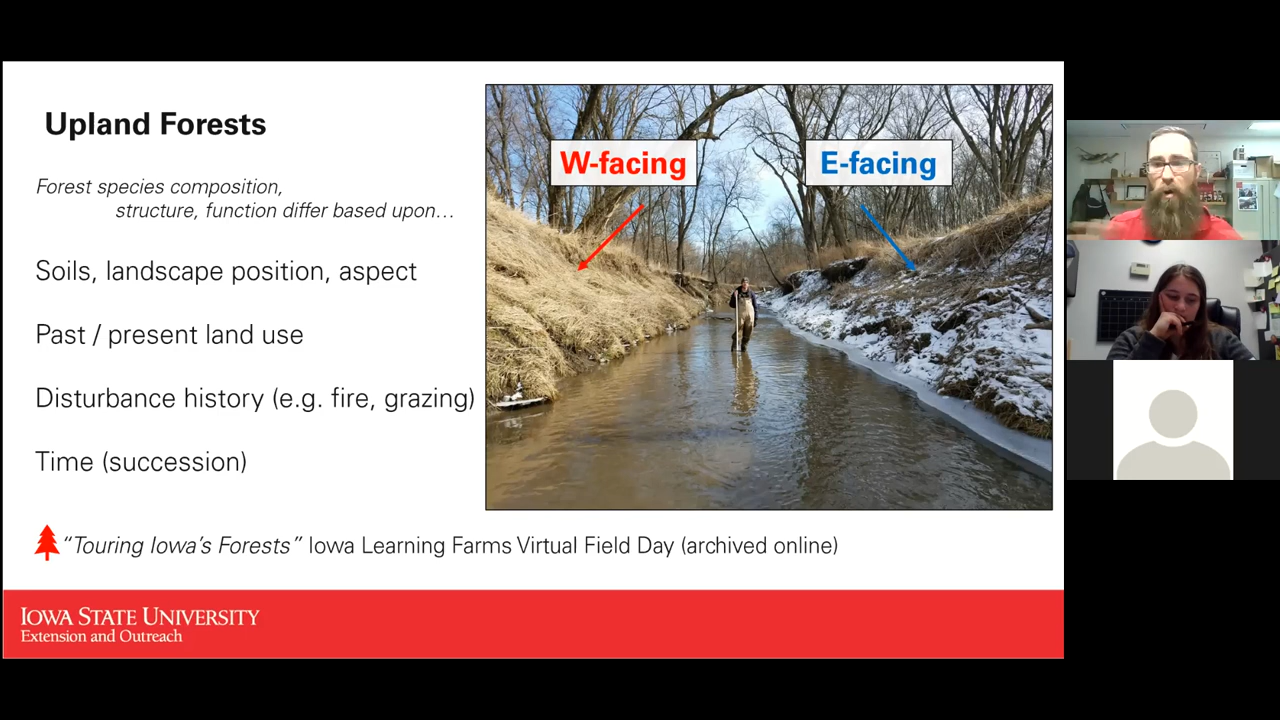 Upland Forests
Forest species composition,
structure, function differ based upon…
Soils, landscape position, aspect
Past / present land use
Disturbance history (e.g. fire, grazing)
Time (succession)
W-facing
E-facing
“Touring Iowa’s Forests” Iowa Learning Farms Virtual Field Day (archived online)
IOWA STATE UNIVERSITY
Extension and Outreach